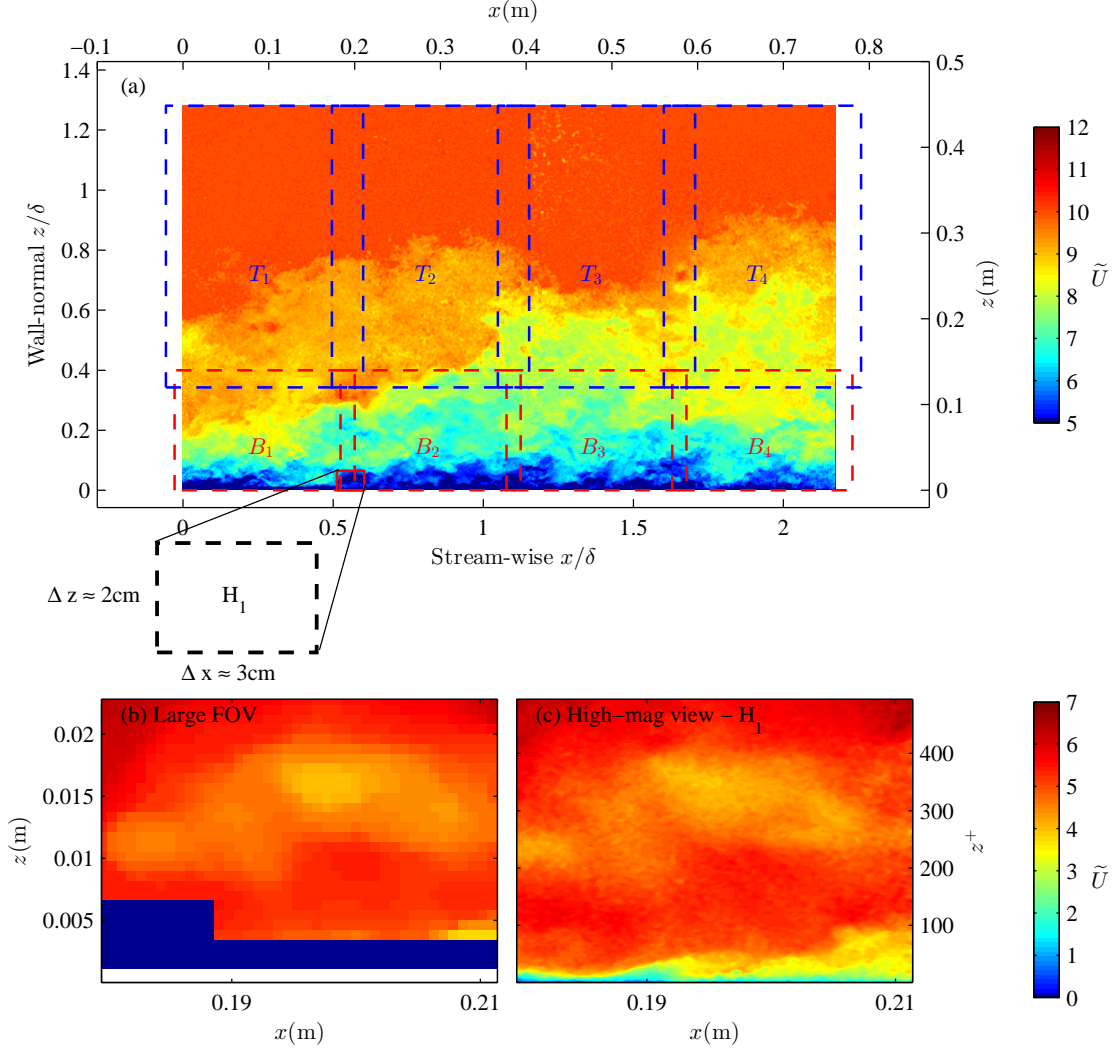 x(m)
−0.1 0 0.1 0.2 0.3 0.4 0.5 0.6 0.7 0.8
(a)
1.4
1.2
1
0.8
0.6
0.4
0.2
0
Wall-normal z/δ
T1 T2 T3 T4
B1 B2 B3 B4
0.5
0.4
0.3
0.2
0.1
0
z(m)
12
11
10
9
8
7
6
5
Ũ
0 0.5 1 1.5 2
Stream-wise x/δ
Δ z ≈ 2cm
H1
Δ x ≈ 3cm
(b) Large FOV
0.02
0.015
0.01
0.005
z(m)
0.19 0.21
x(m)
(c) High−mag view − H1
400
300
200
100
z+
0.19 0.21
x(m)
7
6
5
4
3
2
1
0
Ũ